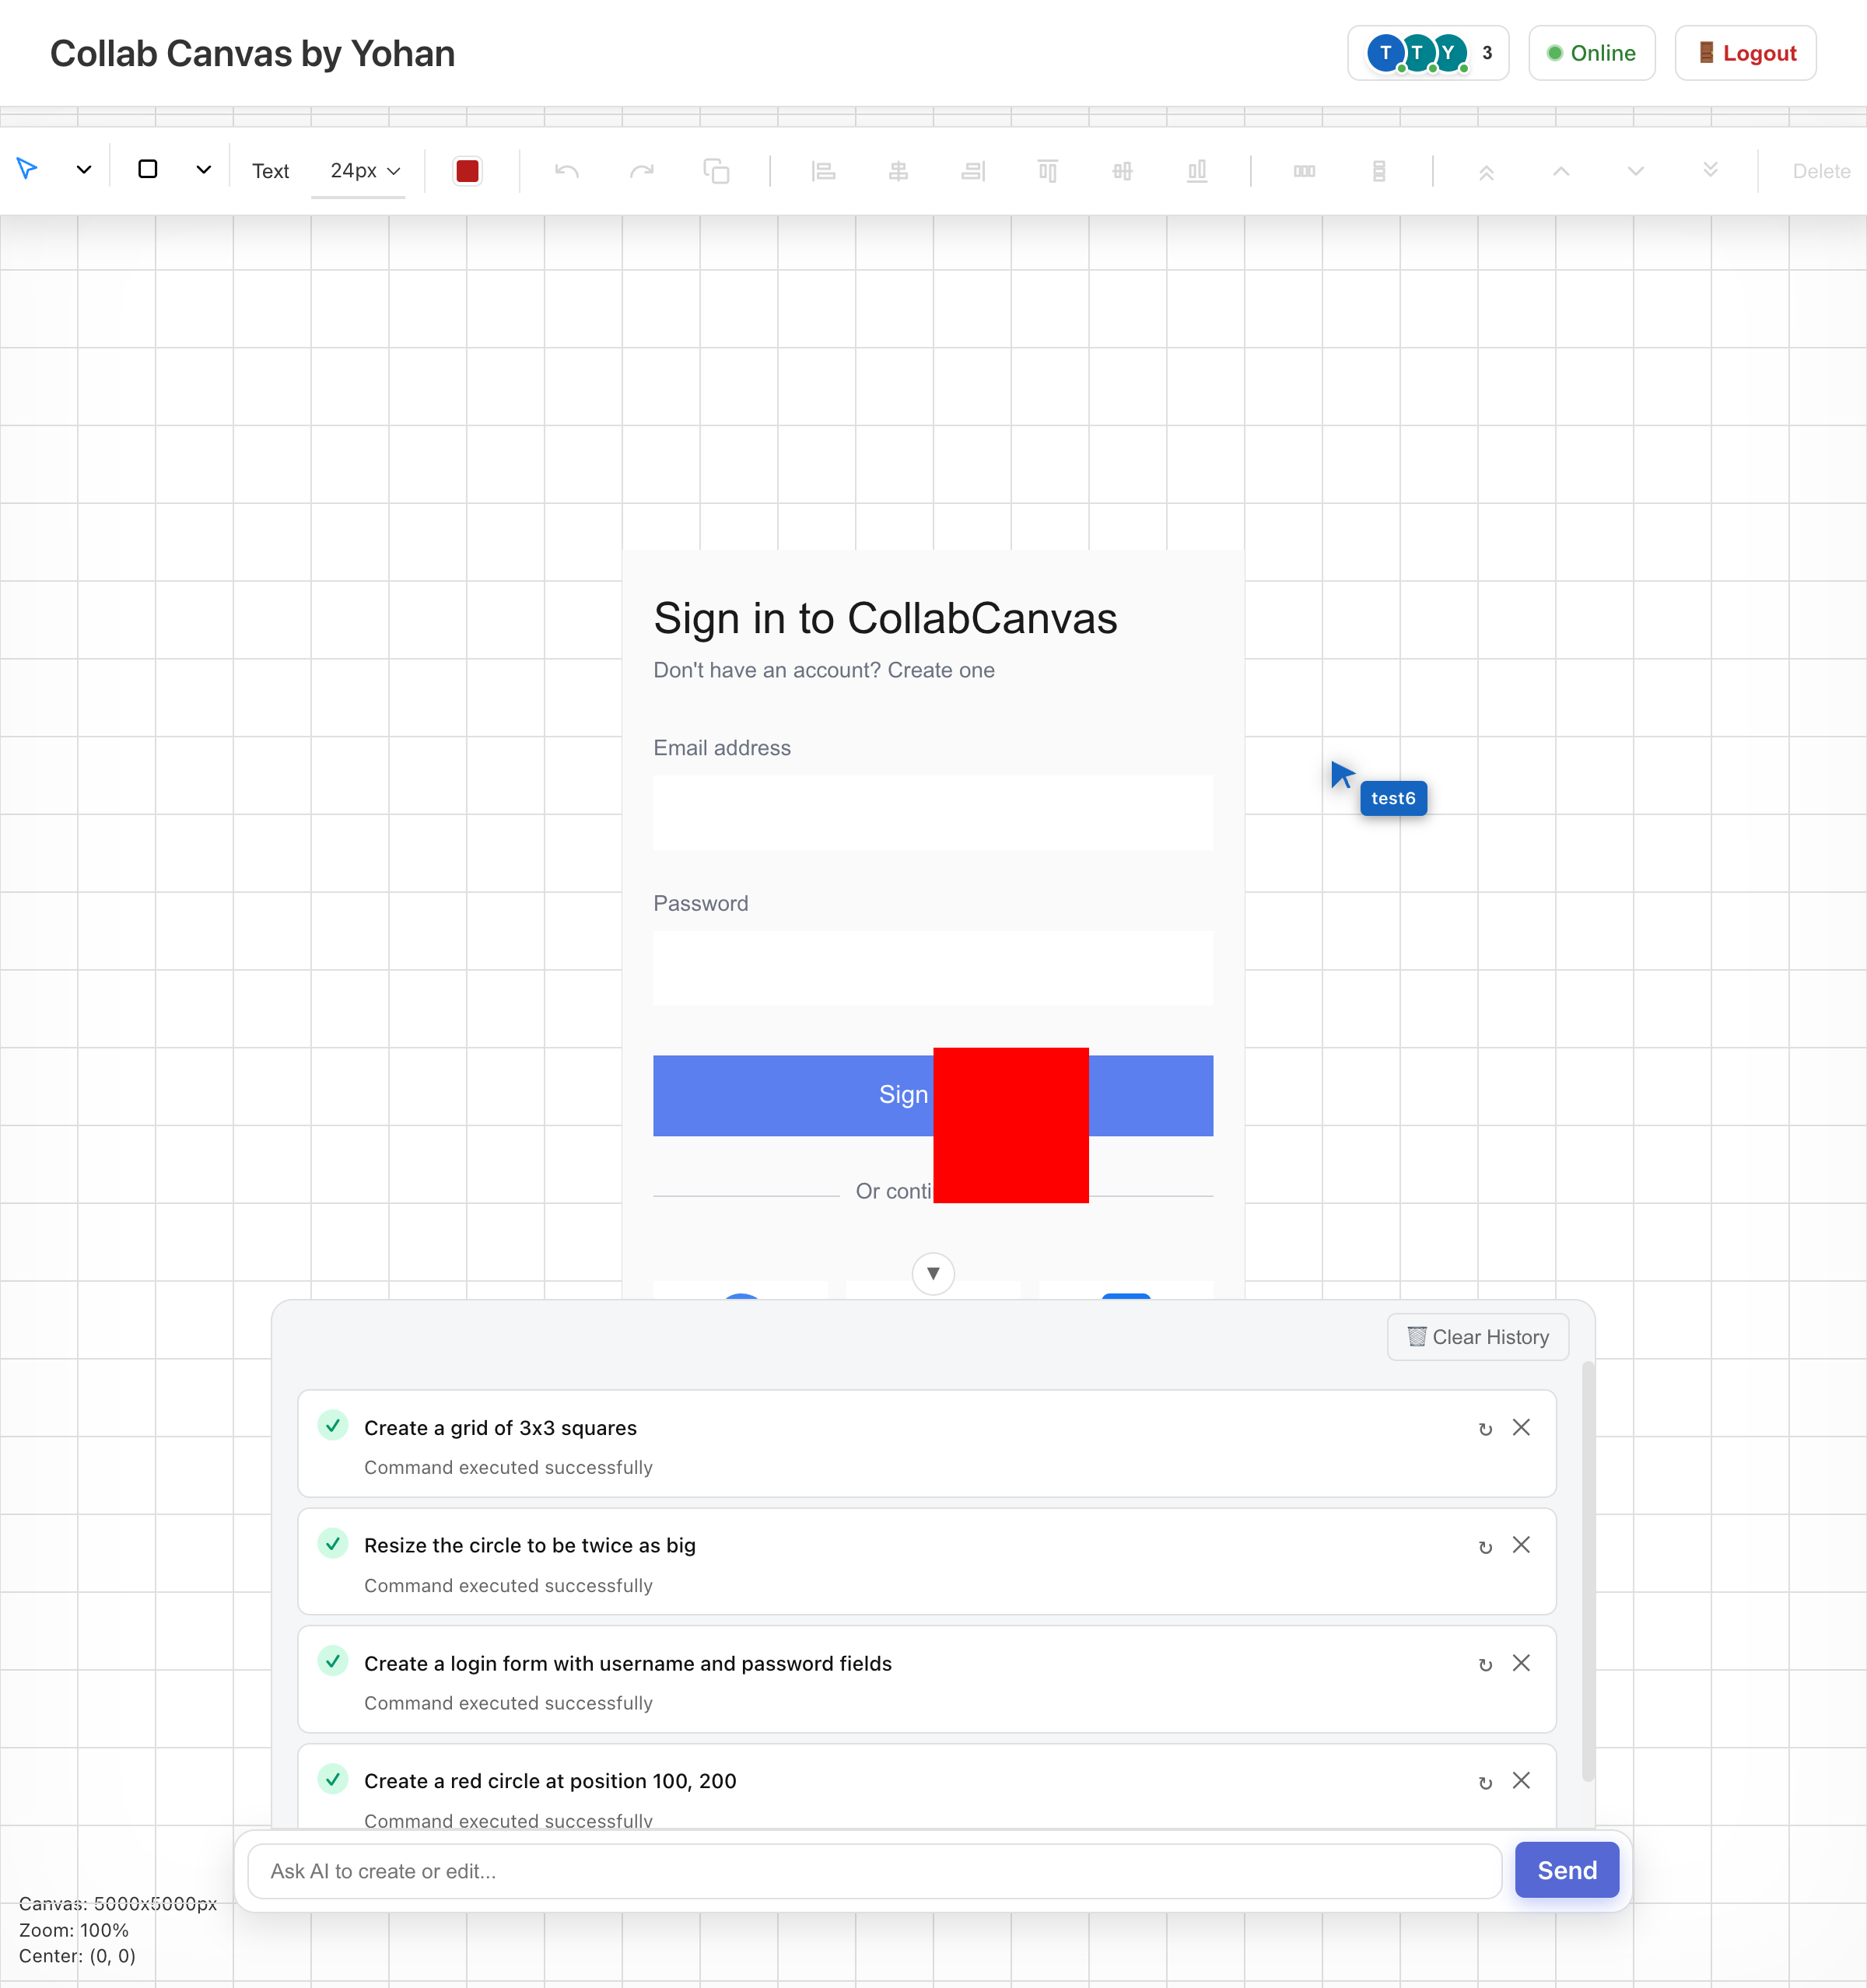 Collab Canvas by Yohan
T T Y 3
Online
Logout
Text
24px
Delete
Sign in to CollabCanvas
Don't have an account? Create one
Email address
test6
Password
Sign
Or conti
Clear History
Create a grid of 3x3 squares
Command executed successfully
Resize the circle to be twice as big
Command executed successfully
Create a login form with username and password fields
Command executed successfully
Create a red circle at position 100, 200
Command executed successfully
Ask AI to create or edit...
Send
Canvas: 5000x5000px
Zoom: 100%
Center: (0, 0)